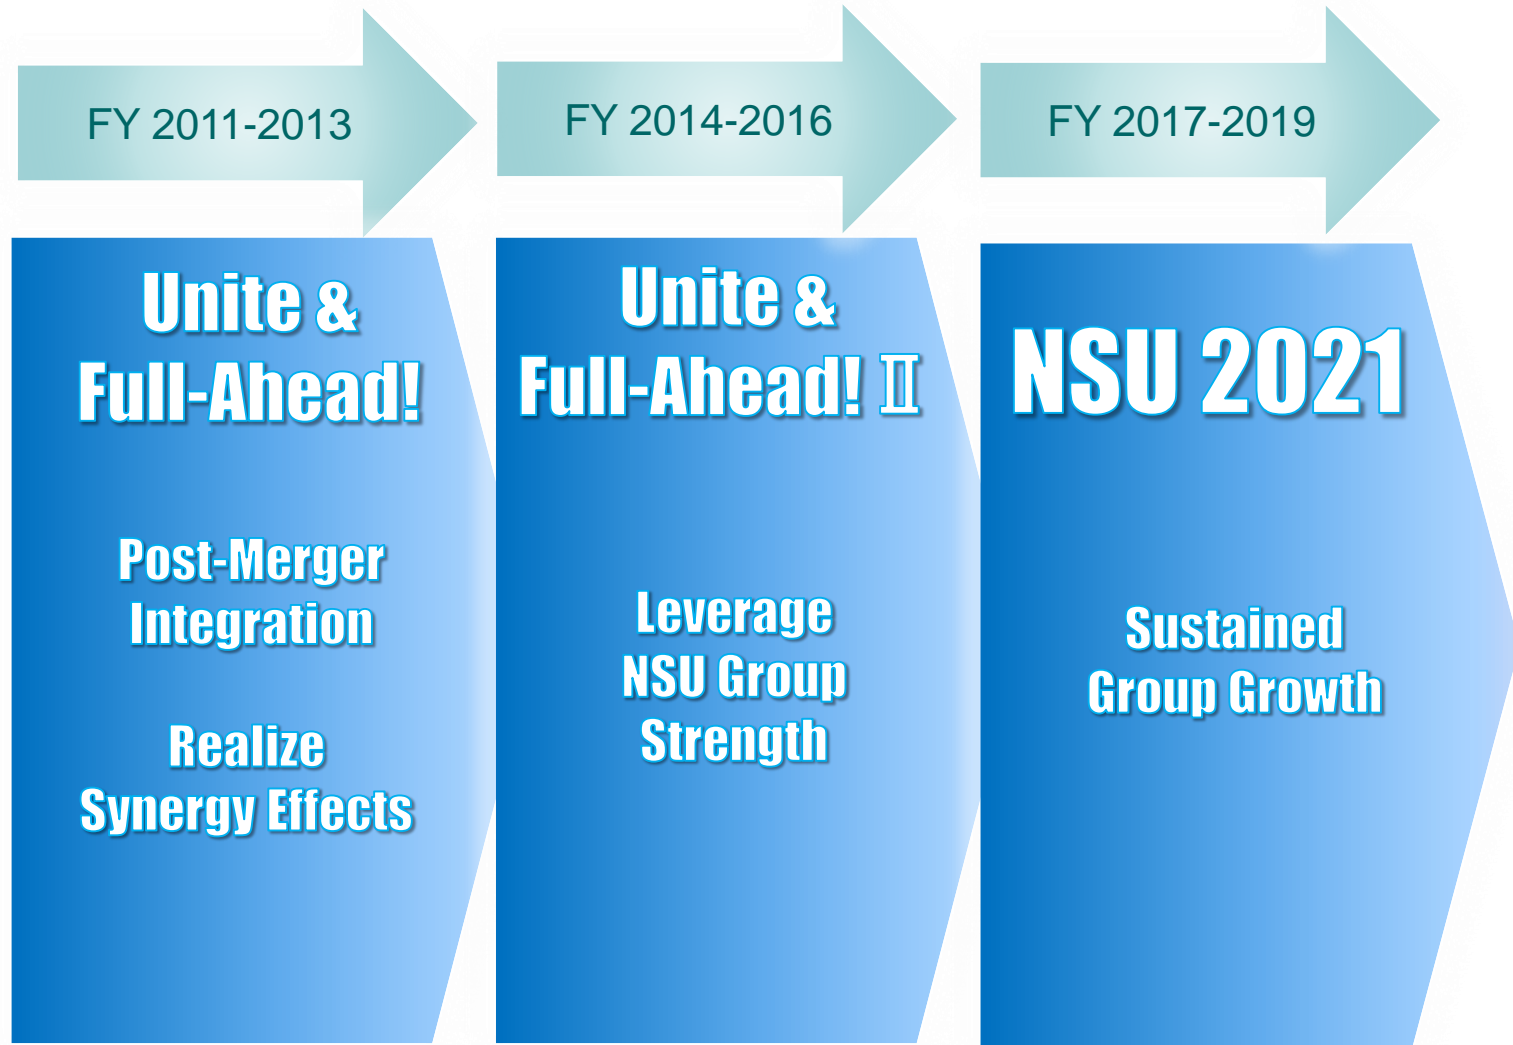 FY 2011-2013
FY 2014-2016
FY 2017-2019
Unite &
Full-Ahead!
Post-Merger
Integration
Realize
Synergy Effects
Unite &
Full-Ahead! Ⅱ
Leverage
NSU Group
Strength
NSU 2021
Sustained
Group Growth